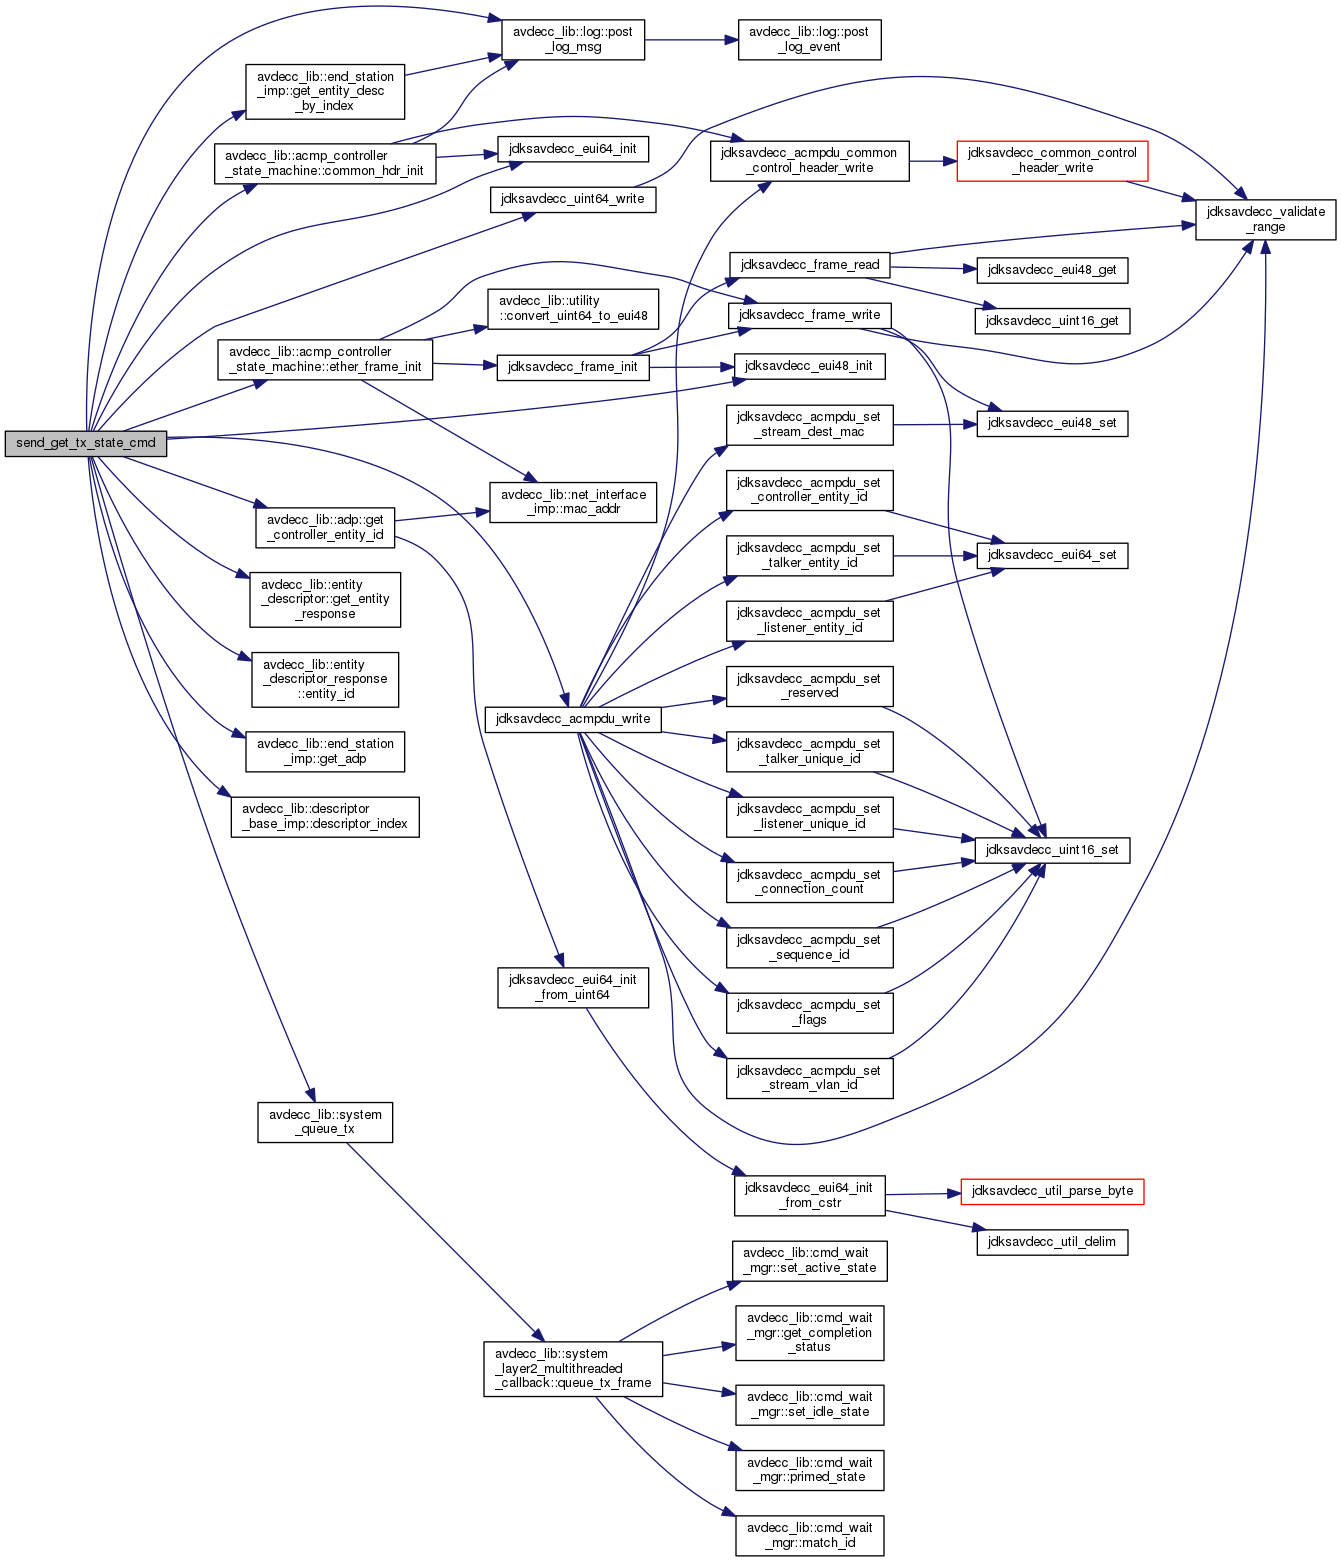 avdecc_lib::log::post
_log_msg
avdecc_lib::log::post
_log_event
avdecc_lib::end_station
_imp::get_entity_desc
_by_index
avdecc_lib::acmp_controller
_state_machine::common_hdr_init
jdksavdecc_eui64_init
jdksavdecc_acmpdu_common
_control_header_write
jdksavdecc_common_control
_header_write
jdksavdecc_uint64_write
jdksavdecc_validate
_range
jdksavdecc_frame_read
jdksavdecc_eui48_get
avdecc_lib::utility
::convert_uint64_to_eui48
jdksavdecc_frame_write
jdksavdecc_uint16_get
avdecc_lib::acmp_controller
_state_machine::ether_frame_init
jdksavdecc_frame_init
jdksavdecc_eui48_init
jdksavdecc_acmpdu_set
_stream_dest_mac
jdksavdecc_eui48_set
send_get_tx_state_cmd
jdksavdecc_acmpdu_set
_controller_entity_id
avdecc_lib::net_interface
_imp::mac_addr
avdecc_lib::adp::get
_controller_entity_id
jdksavdecc_acmpdu_set
_talker_entity_id
jdksavdecc_eui64_set
avdecc_lib::entity
_descriptor::get_entity
_response
jdksavdecc_acmpdu_set
_listener_entity_id
avdecc_lib::entity
_descriptor_response
::entity_id
jdksavdecc_acmpdu_set
_reserved
jdksavdecc_acmpdu_write
avdecc_lib::end_station
_imp::get_adp
jdksavdecc_acmpdu_set
_talker_unique_id
avdecc_lib::descriptor
_base_imp::descriptor_index
jdksavdecc_acmpdu_set
_listener_unique_id
jdksavdecc_uint16_set
jdksavdecc_acmpdu_set
_connection_count
jdksavdecc_acmpdu_set
_sequence_id
jdksavdecc_eui64_init
_from_uint64
jdksavdecc_acmpdu_set
_flags
jdksavdecc_acmpdu_set
_stream_vlan_id
avdecc_lib::system
_queue_tx
jdksavdecc_eui64_init
_from_cstr
jdksavdecc_util_parse_byte
jdksavdecc_util_delim
avdecc_lib::cmd_wait
_mgr::set_active_state
avdecc_lib::cmd_wait
_mgr::get_completion
_status
avdecc_lib::system
_layer2_multithreaded
_callback::queue_tx_frame
avdecc_lib::cmd_wait
_mgr::set_idle_state
avdecc_lib::cmd_wait
_mgr::primed_state
avdecc_lib::cmd_wait
_mgr::match_id